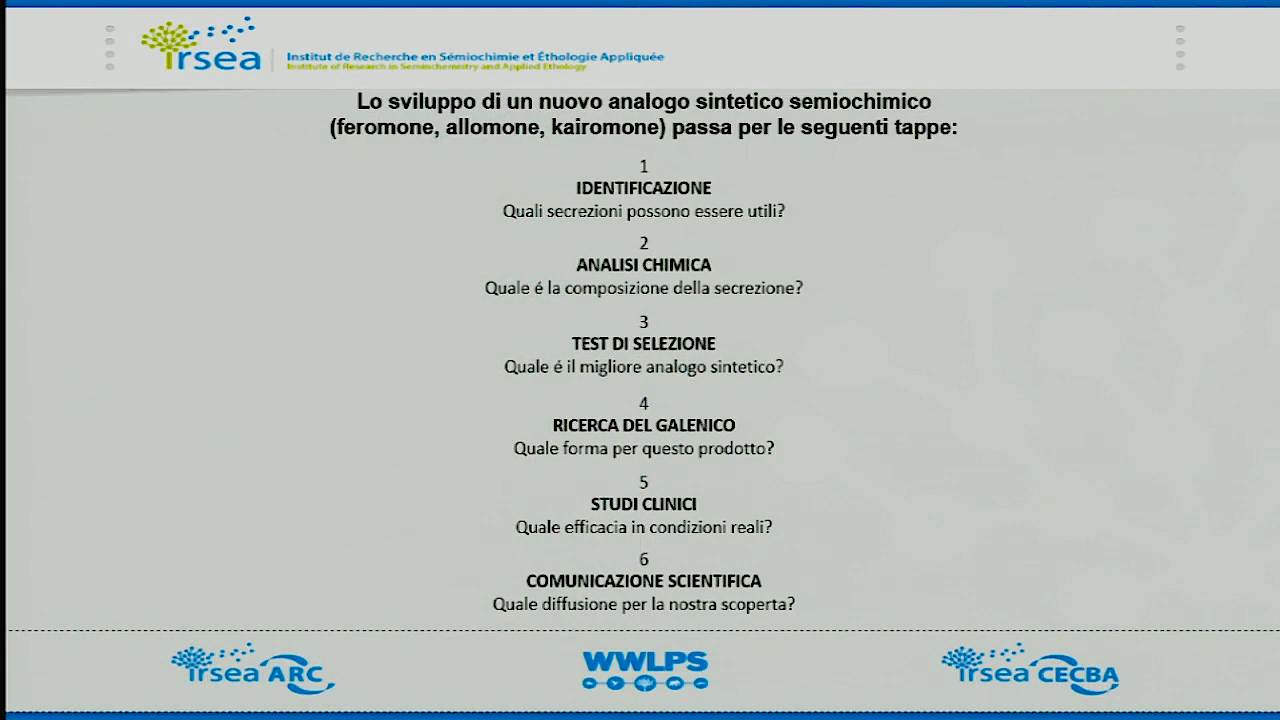 irsea
Institut de Recherche en Sémiochimie et Éthologie Appliquée
Institute of Research in Semiochemistry and Applied Ethology
Lo sviluppo di un nuovo analogo sintetico semiochimico
(feromone, allomone, kairomone) passa per le seguenti tappe:
1
IDENTIFICAZIONE
Quali secrezioni possono essere utili?
2
ANALISI CHIMICA
Quale é la composizione della secrezione?
3
TEST DI SELEZIONE
Quale é il migliore analogo sintetico?
4
RICERCA DEL GALENICO
Quale forma per questo prodotto?
5
STUDI CLINICI
Quale efficacia in condizioni reali?
6
COMUNICAZIONE SCIENTIFICA
Quale diffusione per la nostra scoperta?
irsea ARC
WWLPS
irsea CECBA